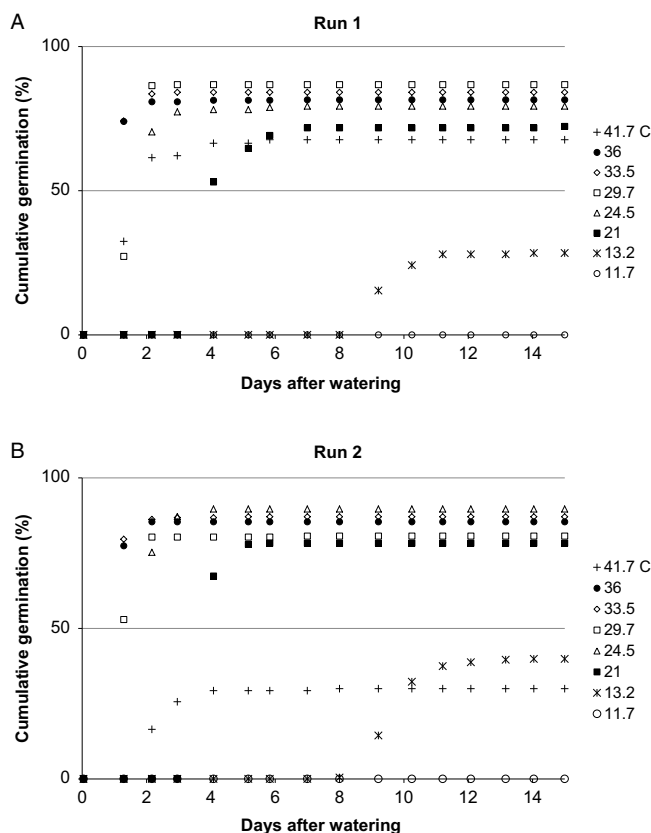 A
Run 1
100
50
0
Cumulative germination (%)
0 2 4 6 8 10 12 14
Days after watering
41.7 C
36
33.5
29.7
24.5
21
13.2
11.7
B
Run 2
100
50
0
Cumulative germination (%)
0 2 4 6 8 10 12 14
Days after watering
41.7 C
36
33.5
29.7
24.5
21
13.2
11.7